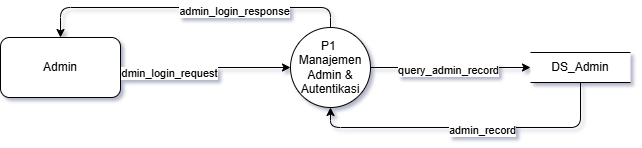 admin_login_response
Admin
dmin_login_request
P1
Manajemen
Admin &
Autentikasi
query_admin_record
DS_Admin
admin_record